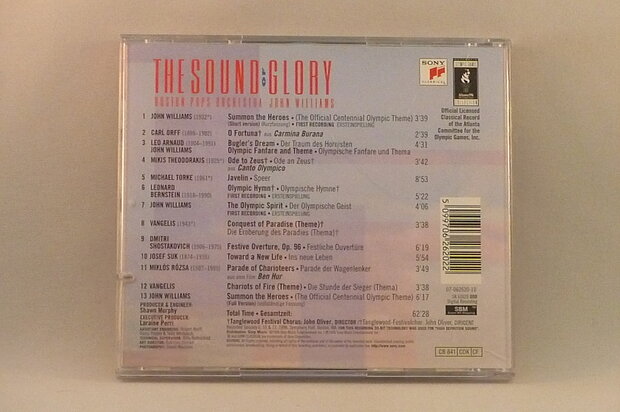 THE SOUND OF GLORY
BOSTON POPS ORCHESTRA JOHN WILLIAMS
SONY
Official Licensed
Classical Record
of the Atlanta
Committee for the
Olympic Games, Inc.
1 JOHN WILLIAMS (1932*) Summon the Heroes • (The Official Centennial Olympic Theme) 3'39
(Short version) (Kurzfassung) • FIRST RECORDING ERSTEINSPIELUNG
2 CARL ORFF (1895-1982) O Fortuna† aus Carmina Burana 2'39
3 LEO ARNAUD (1904-1991) Bugler's Dream • Der Traum des Hornisten 4'31
JOHN WILLIAMS Olympic Fanfare and Theme • Olympische Fanfare und Thema
4 MIKIS THEODORAKIS (1925*) Ode to Zeus† • Ode an Zeus† 3'42
aus Canto Olympico
5 MICHAEL TORKE (1961*) Javelin • Speer 8'53
6 LEONARD Olympic Hymn† • Olympische Hymne†
BERNSTEIN (1918-1990) FIRST RECORDING • ERSTEINSPIELUNG 5'22
7 JOHN WILLIAMS The Olympic Spirit • Der Olympische Geist 4'06
FIRST RECORDING • ERSTEINSPIELUNG
8 VANGELIS (1943*) Conquest of Paradise (Theme)† 3'38
Die Eroberung des Paradies (Thema)†
9 DMITRI
SHOSTAKOVICH (1906-1975) Festive Overture, Op. 96 • Festliche Ouvertüre 6'19
10 JOSEF SUK (1874-1935) Toward a New Life • Ins neue Leben 5'54
11 MIKLÓS RÓZSA (1907-1995) Parade of Charioteers • Parade der Wagenlenker 3'49
aus dem Film Ben Hur
12 VANGELIS Chariots of Fire (Theme) • Die Stunde der Sieger (Thema) 3'38
13 JOHN WILLIAMS Summon the Heroes • (The Official Centennial Olympic Theme) 6'17
(Full Version)
PRODUCER & ENGINEER:
Shawn Murphy
EXECUTIVE PRODUCER
Laraine Perri
Total Time • Gesamtzeit: 62'28
†Tanglewood Festival Chorus: John Oliver, DIRECTOR / †Tanglewood-Festivalchor: John Oliver, DIRIGENT
5 099706 262022
07-062620-10
SBM
CB 841 CDK CF